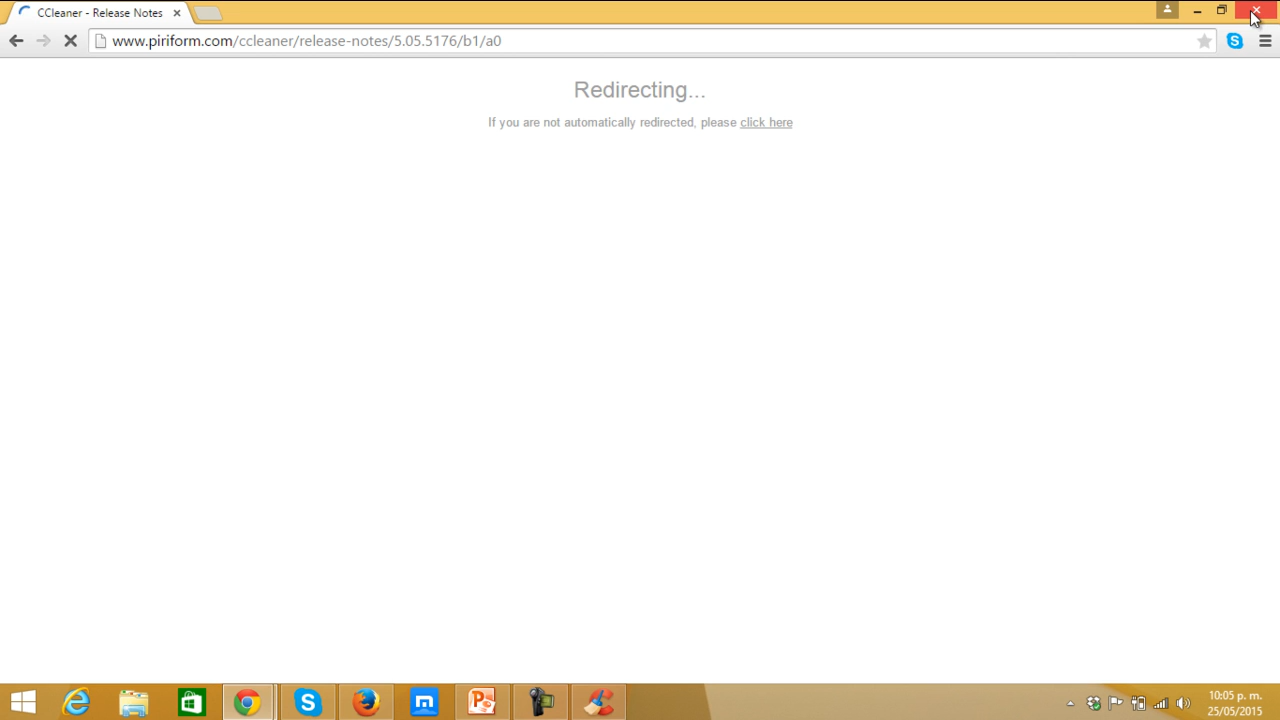 CCleaner - Release Notes
www.piriform.com/ccleaner/release-notes/5.05.5176/b1/a0
Redirecting...
If you are not automatically redirected, please click here
10:05 p. m.
25/05/2015